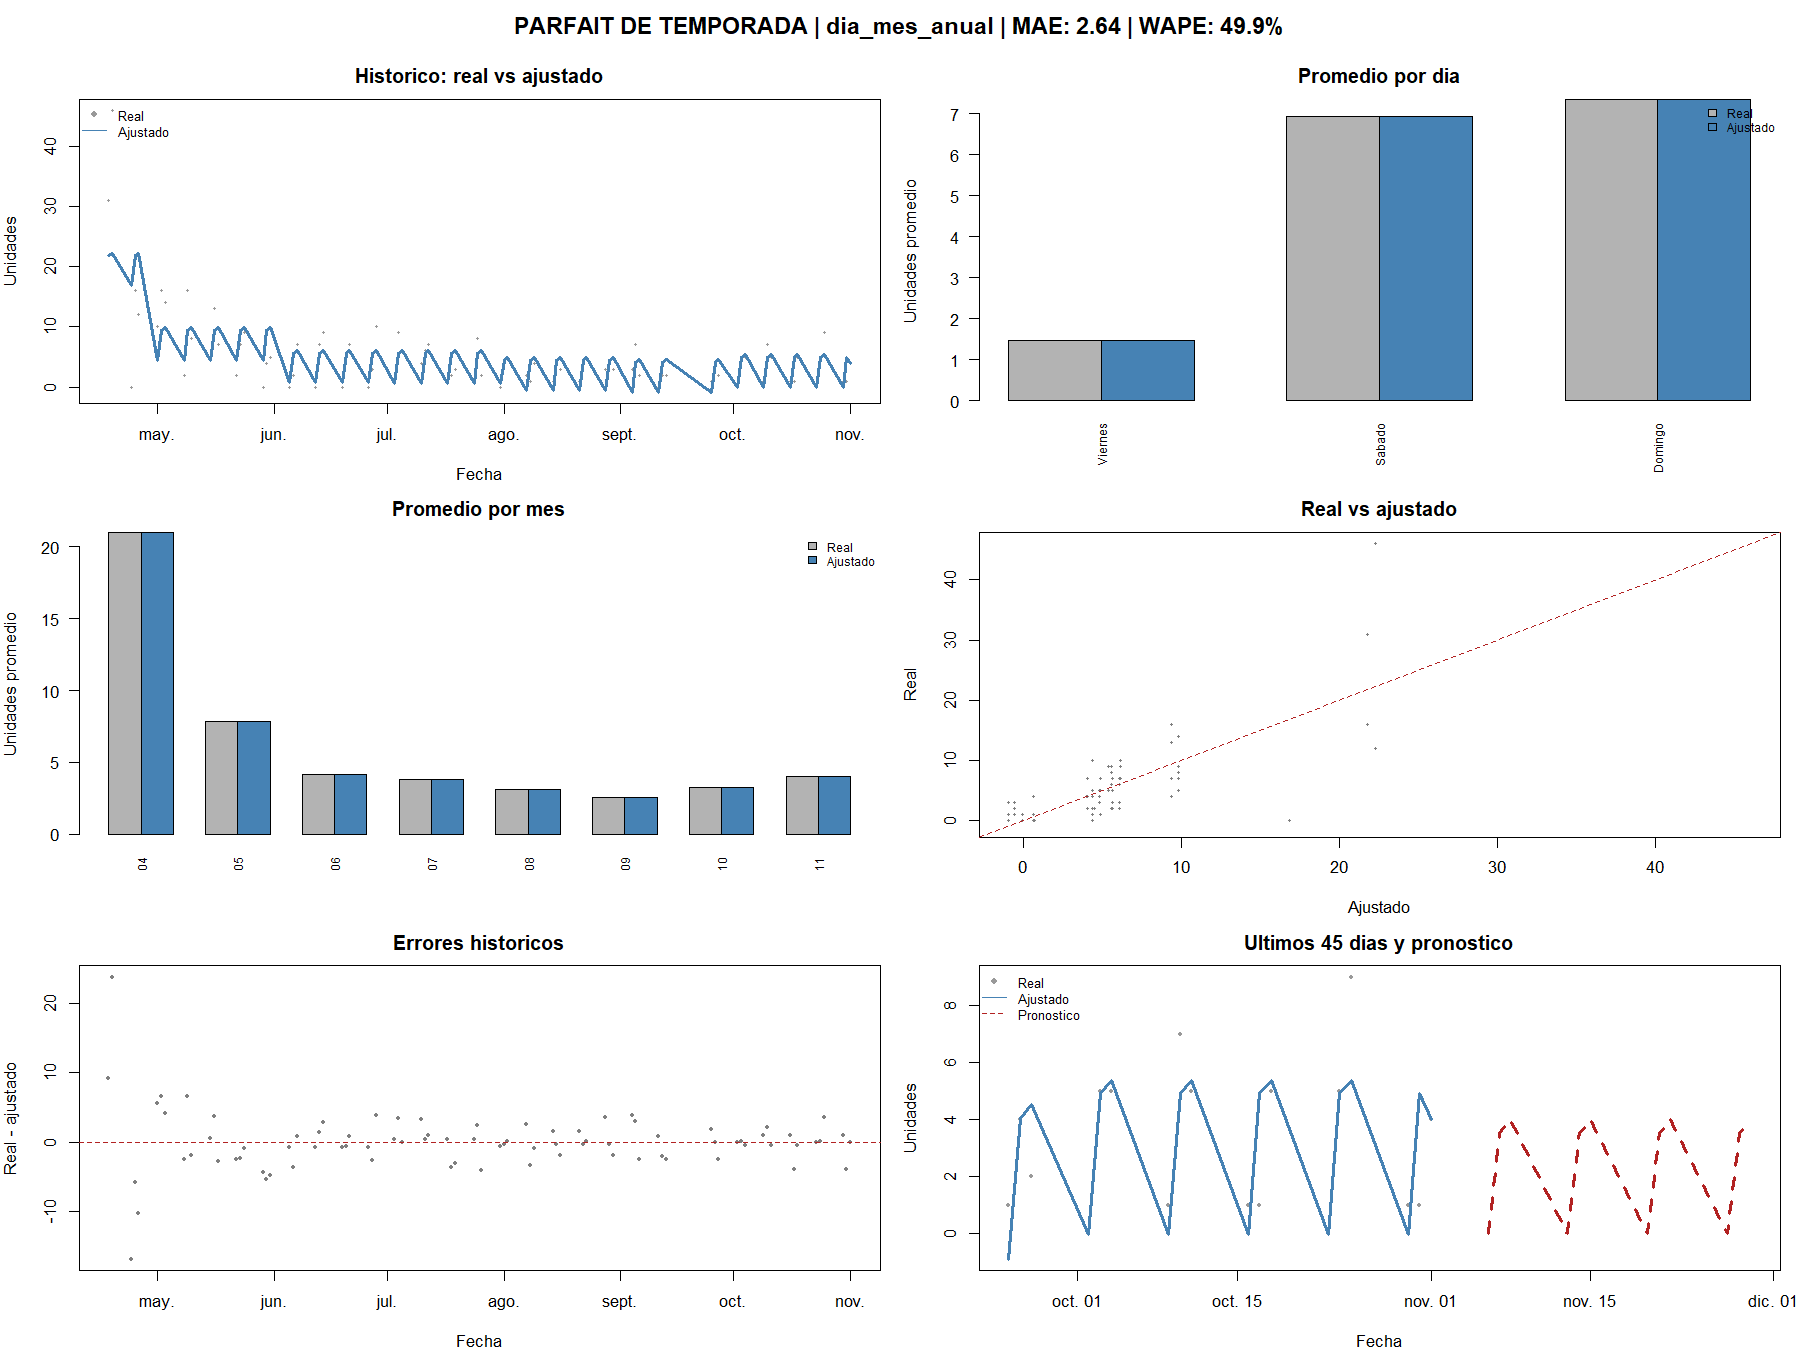 PARFAIT DE TEMPORADA | dia_mes_anual | MAE: 2.64 | WAPE: 49.9%
Historico: real vs ajustado
Real
Ajustado
Unidades
0 10 20 30 40
may. jun. jul. ago. sept. oct. nov.
Fecha
Promedio por dia
Real
Ajustado
Unidades promedio
0 1 2 3 4 5 6 7
Viernes Sabado Domingo
Promedio por mes
Real
Ajustado
Unidades promedio
0 5 10 15 20
04 05 06 07 08 09 10 11
Real vs ajustado
Real
0 10 20 30 40
0 10 20 30 40
Ajustado
Errores historicos
Real - ajustado
-10 0 10 20
may. jun. jul. ago. sept. oct. nov.
Fecha
Ultimos 45 dias y pronostico
Real
Ajustado
Pronostico
Unidades
0 2 4 6 8
oct. 01 oct. 15 nov. 01 nov. 15 dic. 01
Fecha